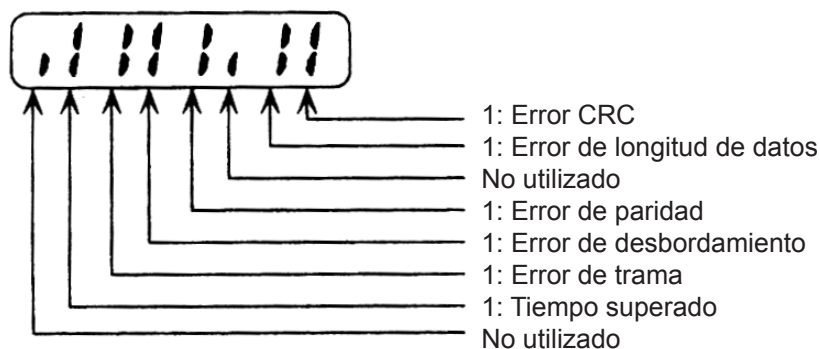 1: Error CRC
1: Error de longitud de datos
No utilizado
1: Error de paridad
1: Error de desbordamiento
1: Error de trama
1: Tiempo superado
No utilizado